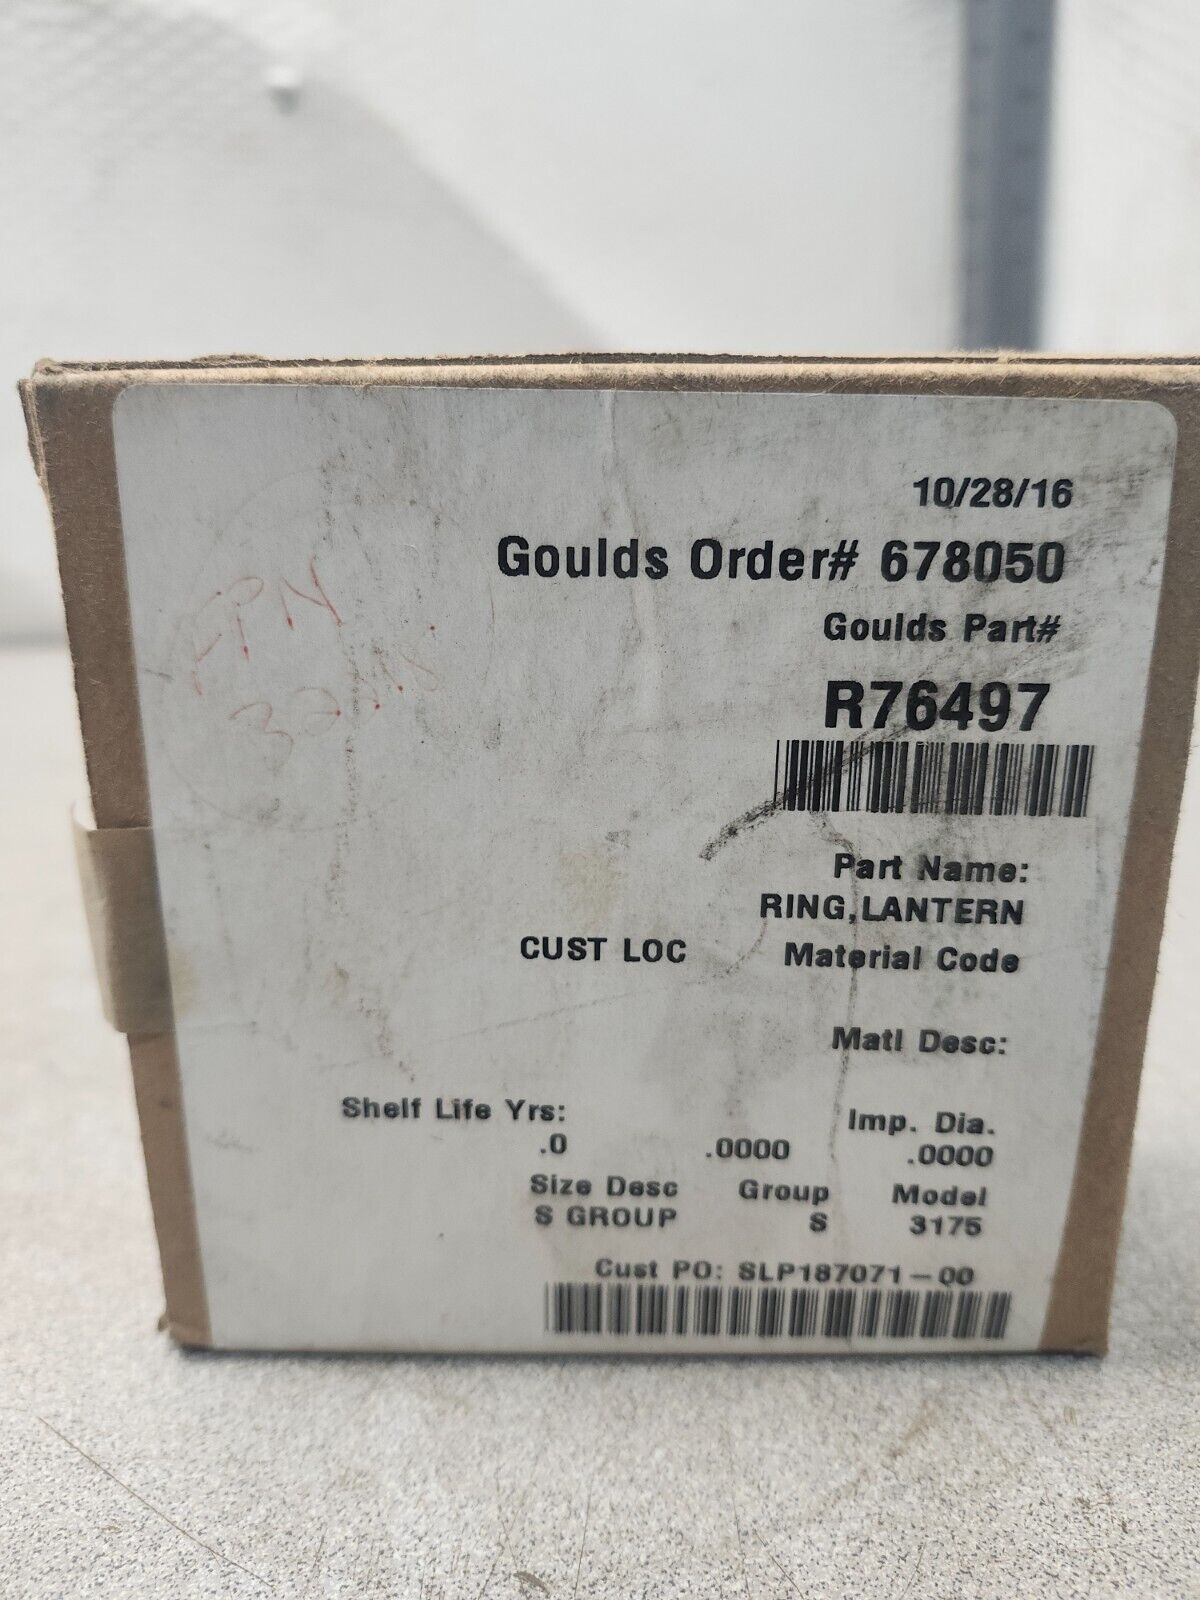 10/28/16
Goulds Order# 678050
Goulds Part#
R76497
Part Name:
RING,LANTERN
CUST LOC Material Code
Matl Desc:
Shelf Life Yrs: Imp. Dia.
.0 .0000 .0000
Size Desc Group Model
S GROUP S 3175
Cust PO: SLP187071-00